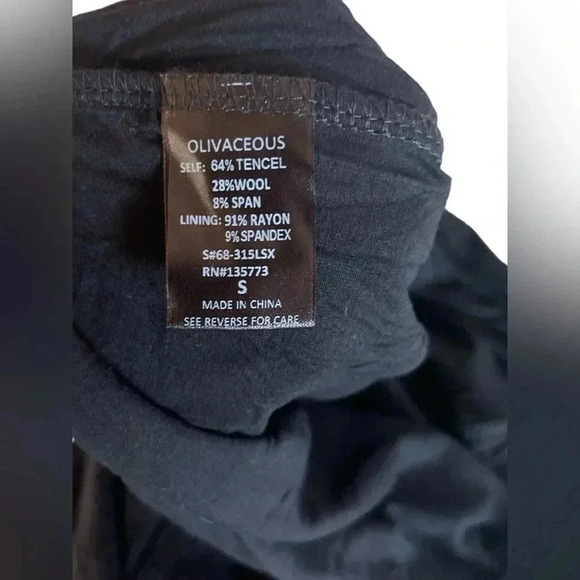 OLIVACEOUS
SELF: 64% TENCEL
28%WOOL
8% SPAN
LINING: 91% RAYON
9%SPANDEX
S#68-315LSX
RN#135773
S
MADE IN CHINA
SEE REVERSE FOR CARE